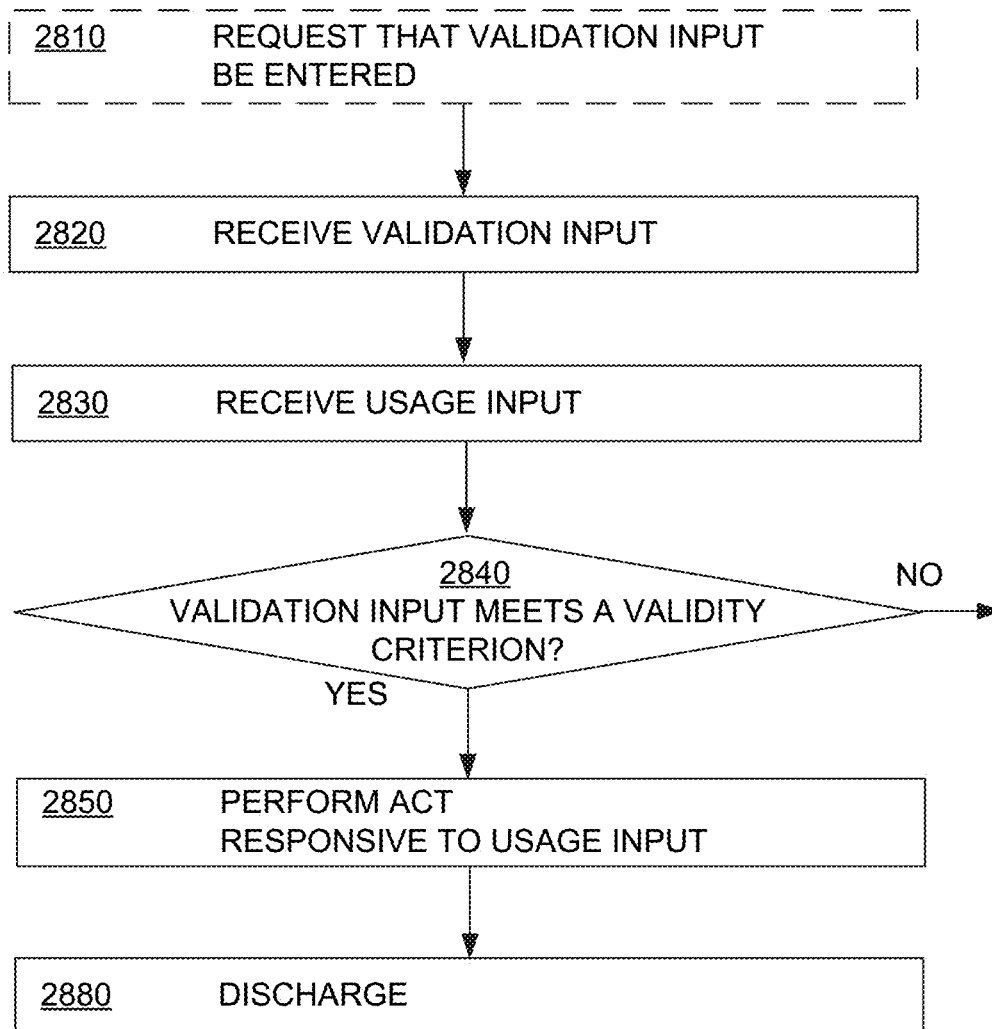 2810 REQUEST THAT VALIDATION INPUT
BE ENTERED
2820 RECEIVE VALIDATION INPUT
2830 RECEIVE USAGE INPUT
2840
VALIDATION INPUT MEETS A VALIDITY
CRITERION?
NO
YES
2850 PERFORM ACT
RESPONSIVE TO USAGE INPUT
2880 DISCHARGE